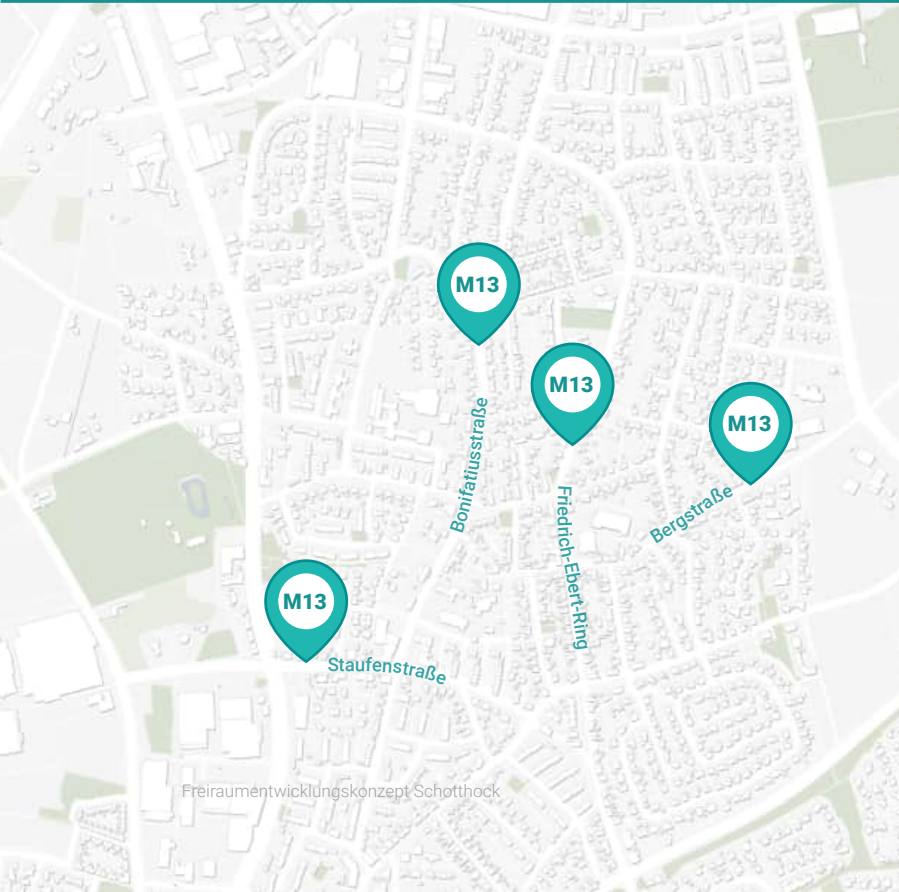 M13
M13
M13
Bonifatiusstraße
Friedrich-Ebert-Ring
Bergstraße
M13
Staufenstraße
Freiraumentwicklungskonzept Schotthock